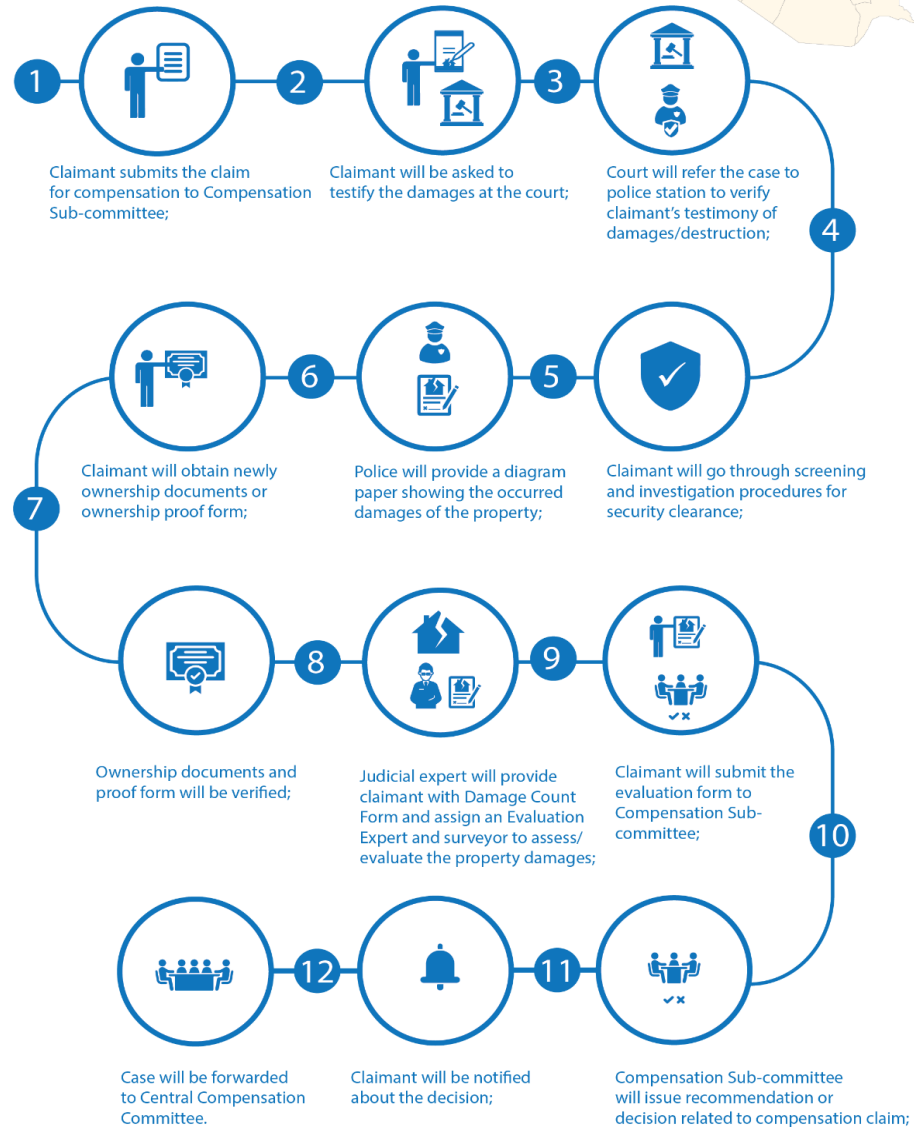 1
Claimant submits the claim
for compensation to Compensation
Sub-committee;
2
Claimant will be asked to
testify the damages at the court;
3
Court will refer the case to
police station to verify
claimant's testimony of
damages/destruction;
4
Claimant will go through screening
and investigation procedures for
security clearance;
5
Police will provide a diagram
paper showing the occurred
damages of the property;
6
Claimant will obtain newly
ownership documents or
ownership proof form;
7
Ownership documents and
proof form will be verified;
8
Judicial expert will provide
claimant with Damage Count
Form and assign an Evaluation
Expert and surveyor to assess/
evaluate the property damages;
9
Claimant will submit the
evaluation form to
Compensation Sub-
committee;
10
Compensation Sub-committee
will issue recommendation or
decision related to compensation claim;
11
Claimant will be notified
about the decision;
12
Case will be forwarded
to Central Compensation
Committee.